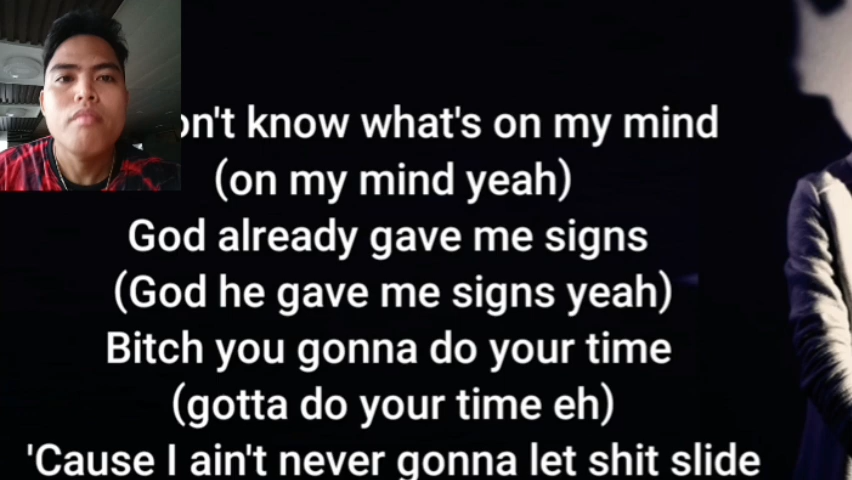 on't know what's on my mind
(on my mind yeah)
God already gave me signs
(God he gave me signs yeah)
Bitch you gonna do your time
(gotta do your time eh)
'Cause I ain't never gonna let shit slide